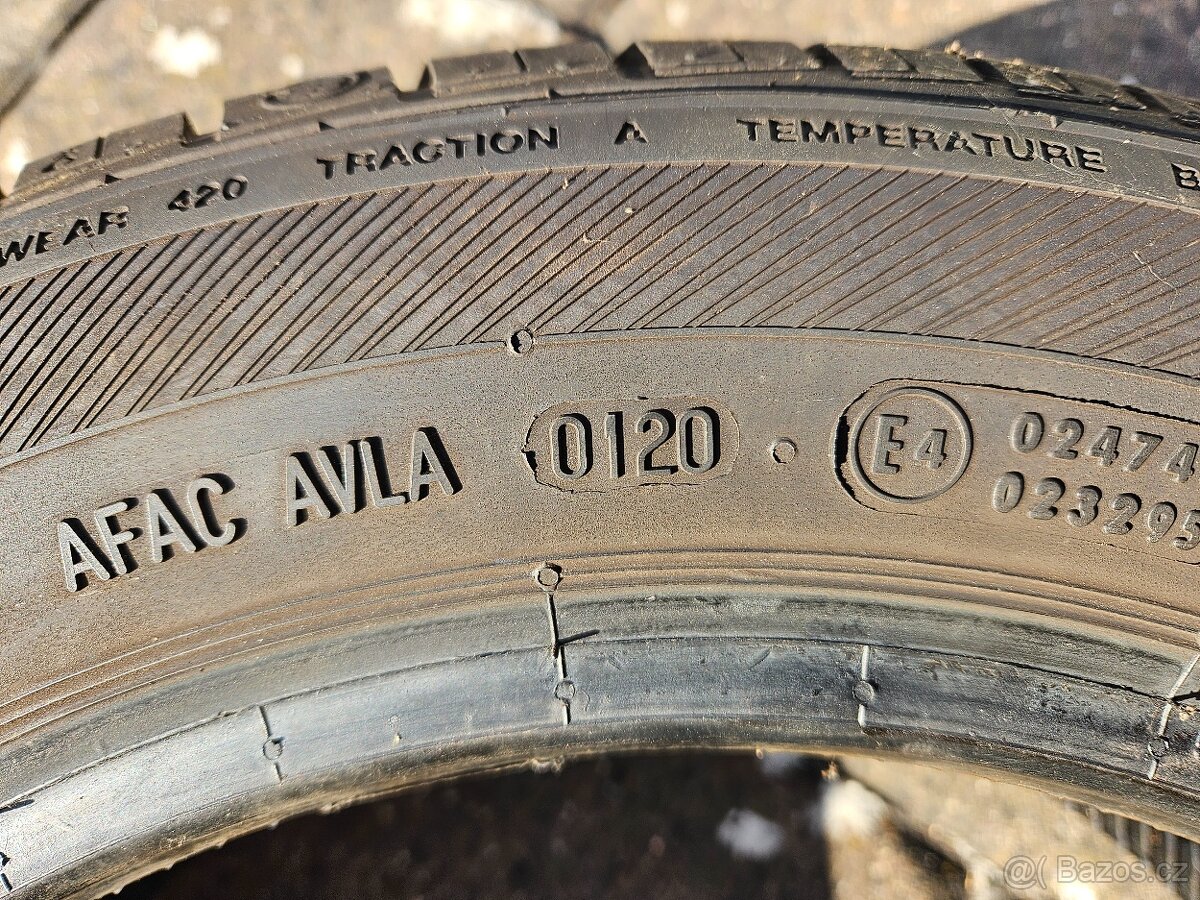 WEAR 420 TRACTION A TEMPERATURE B
AFAC AVLA 0120 E4 02474
023295
Bazos.cz